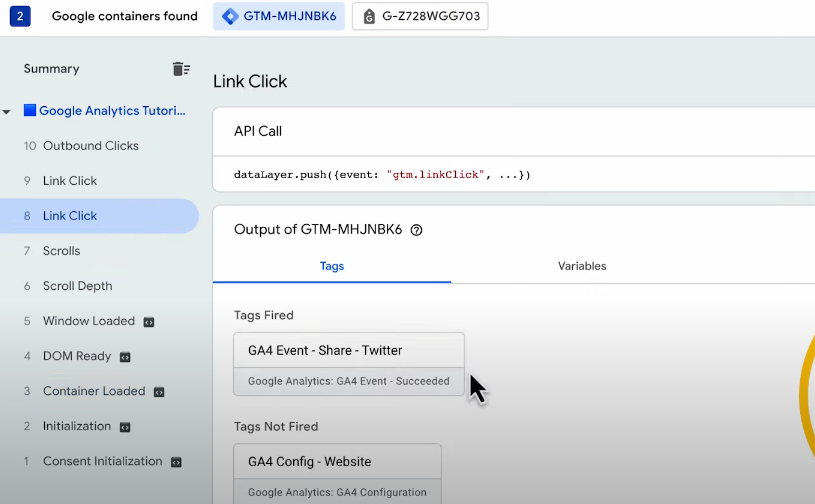 2 Google containers found GTM-MHJNBK6 G-Z728WGG703
Summary
Google Analytics Tutori...
10 Outbound Clicks
9 Link Click
8 Link Click
7 Scrolls
6 Scroll Depth
5 Window Loaded
4 DOM Ready
3 Container Loaded
2 Initialization
1 Consent Initialization
Link Click
API Call
dataLayer.push({event: "gtm.linkClick", ...})
Output of GTM-MHJNBK6
Tags Variables
Tags Fired
GA4 Event - Share - Twitter
Google Analytics: GA4 Event - Succeeded
Tags Not Fired
GA4 Config - Website
Google Analytics: GA4 Configuration